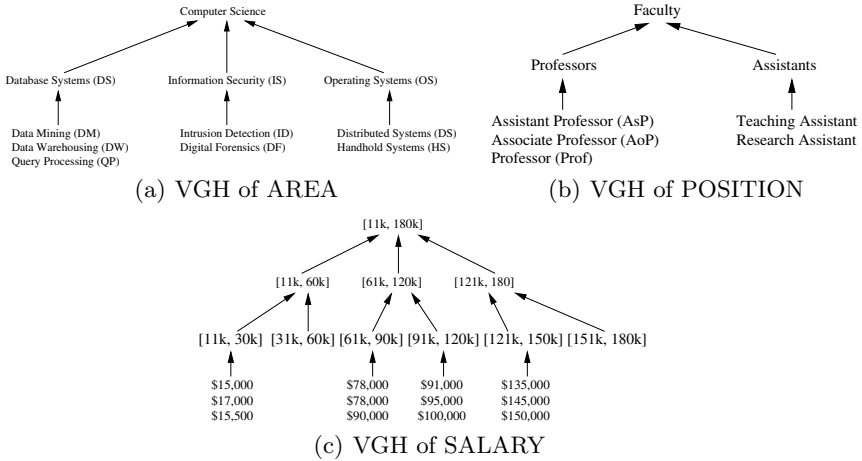 Computer Science
Database Systems (DS) Information Security (IS) Operating Systems (OS)
Data Mining (DM) Intrusion Detection (ID) Distributed Systems (DS)
Data Warehousing (DW) Digital Forensics (DF) Handhold Systems (HS)
Query Processing (QP)
(a) VGH of AREA
Faculty
Professors Assistants
Assistant Professor (AsP) Teaching Assistant
Associate Professor (AoP) Research Assistant
Professor (Prof)
(b) VGH of POSITION
[11k, 180k]
[11k, 60k] [61k, 120k] [121k, 180]
[11k, 30k] [31k, 60k] [61k, 90k] [91k, 120k] [121k, 150k] [151k, 180k]
$15,000 $78,000 $91,000 $135,000
$17,000 $78,000 $95,000 $145,000
$15,500 $90,000 $100,000 $150,000
(c) VGH of SALARY